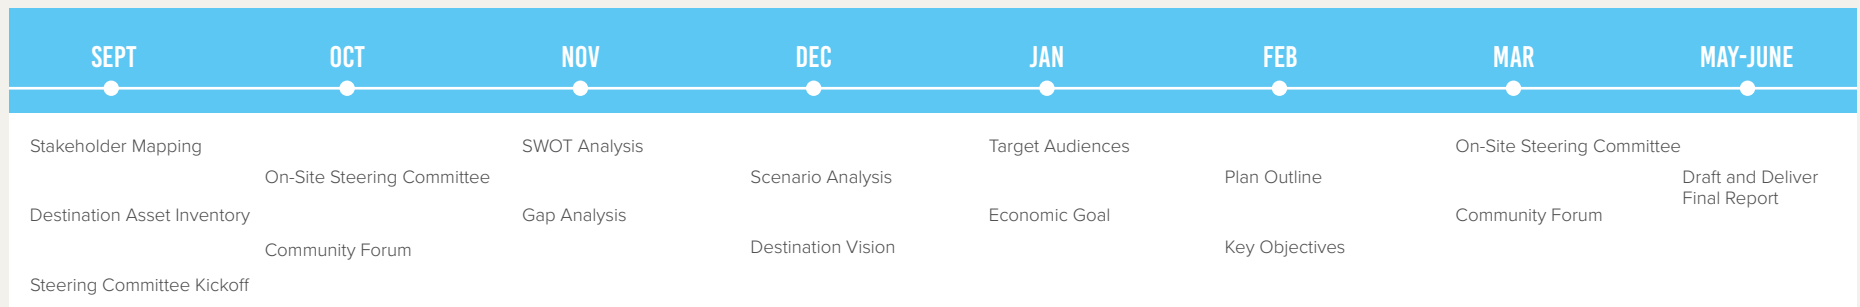 SEPT
OCT
NOV
DEC
JAN
FEB
MAR
MAY-JUNE
Stakeholder Mapping
Destination Asset Inventory
Steering Committee Kickoff
On-Site Steering Committee
Community Forum
SWOT Analysis
Gap Analysis
Scenario Analysis
Destination Vision
Target Audiences
Economic Goal
Plan Outline
Key Objectives
On-Site Steering Committee
Community Forum
Draft and Deliver
Final Report